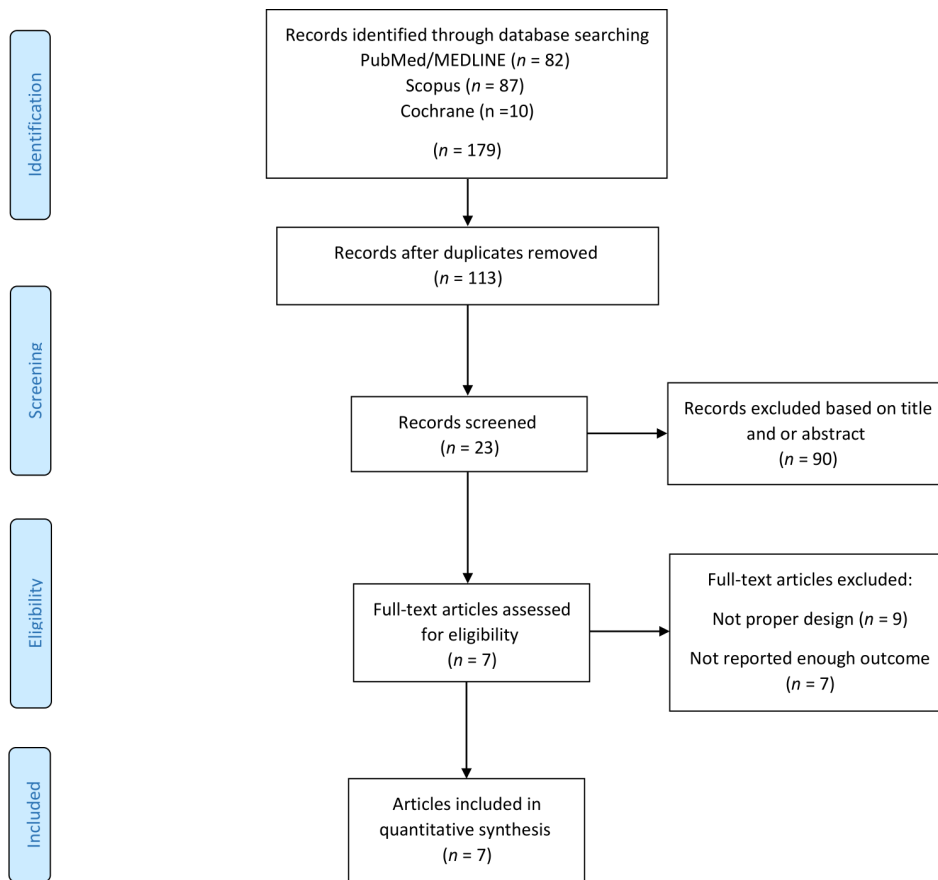 Identification
Records identified through database searching
PubMed/MEDLINE (n = 82)
Scopus (n = 87)
Cochrane (n =10)
(n = 179)
Records after duplicates removed
(n = 113)
Screening
Records screened
(n = 23)
Records excluded based on title
and or abstract
(n = 90)
Eligibility
Full-text articles assessed
for eligibility
(n = 7)
Full-text articles excluded:
Not proper design (n = 9)
Not reported enough outcome
(n = 7)
Included
Articles included in
quantitative synthesis
(n = 7)